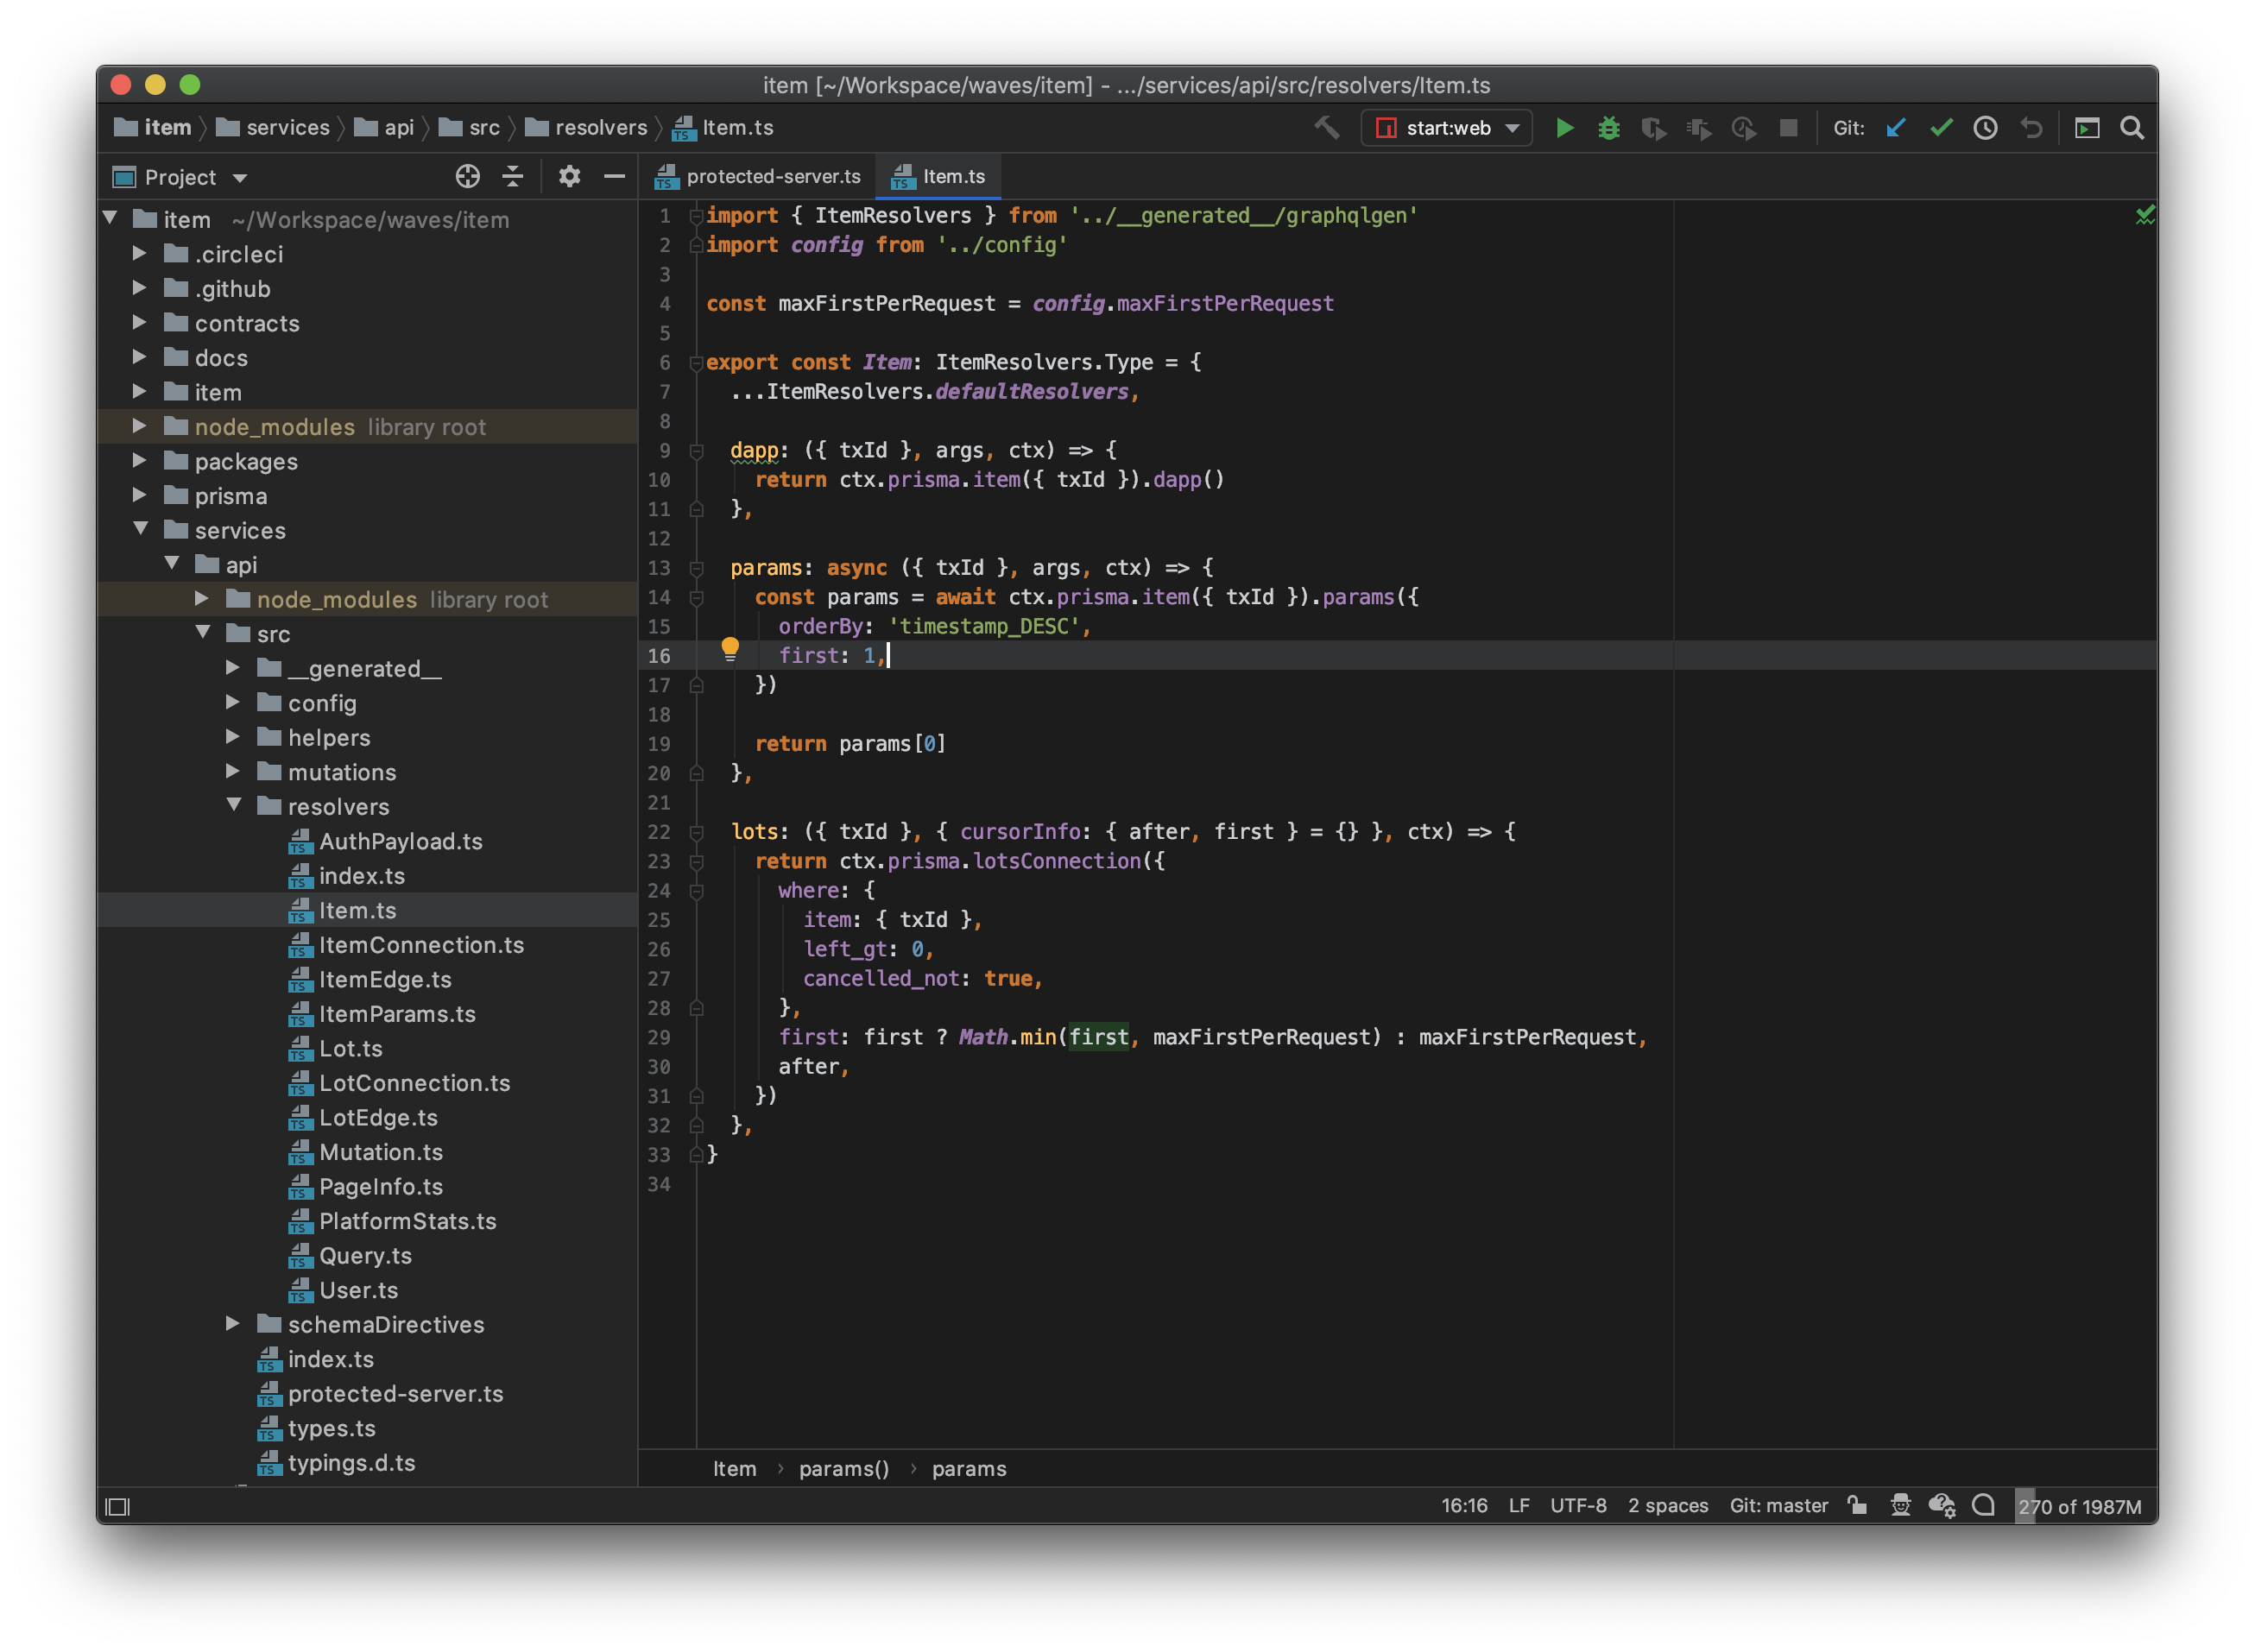 item [~/Workspace/waves/item] - .../services/api/src/resolvers/Item.ts
item services api src resolvers Item.ts start:web Git:
Project
item ~/Workspace/waves/item
.circleci
.github
contracts
docs
item
node_modules library root
packages
prisma
services
api
node_modules library root
src
__generated__
config
helpers
mutations
resolvers
AuthPayload.ts
index.ts
Item.ts
ItemConnection.ts
ItemEdge.ts
ItemParams.ts
Lot.ts
LotConnection.ts
LotEdge.ts
Mutation.ts
PageInfo.ts
PlatformStats.ts
Query.ts
User.ts
schemaDirectives
index.ts
protected-server.ts
types.ts
typings.d.ts
protected-server.ts Item.ts
1 import { ItemResolvers } from '../__generated__/graphqlgen'
2 import config from '../config'
3
4 const maxFirstPerRequest = config.maxFirstPerRequest
5
6 export const Item: ItemResolvers.Type = {
7 ...ItemResolvers.defaultResolvers,
8
9 dapp: ({ txId }, args, ctx) => {
10 return ctx.prisma.item({ txId }).dapp()
11 },
12
13 params: async ({ txId }, args, ctx) => {
14 const params = await ctx.prisma.item({ txId }).params({
15 orderBy: 'timestamp_DESC',
16 first: 1,
17 })
18
19 return params[0]
20 },
21
22 lots: ({ txId }, { cursorInfo: { after, first } = {} }, ctx) => {
23 return ctx.prisma.lotsConnection({
24 where: {
25 item: { txId },
26 left_gt: 0,
27 cancelled_not: true,
28 },
29 first: first ? Math.min(first, maxFirstPerRequest) : maxFirstPerRequest,
30 after,
31 })
32 },
33 }
34
Item › params() › params
16:16 LF UTF-8 2 spaces Git: master 270 of 1987M